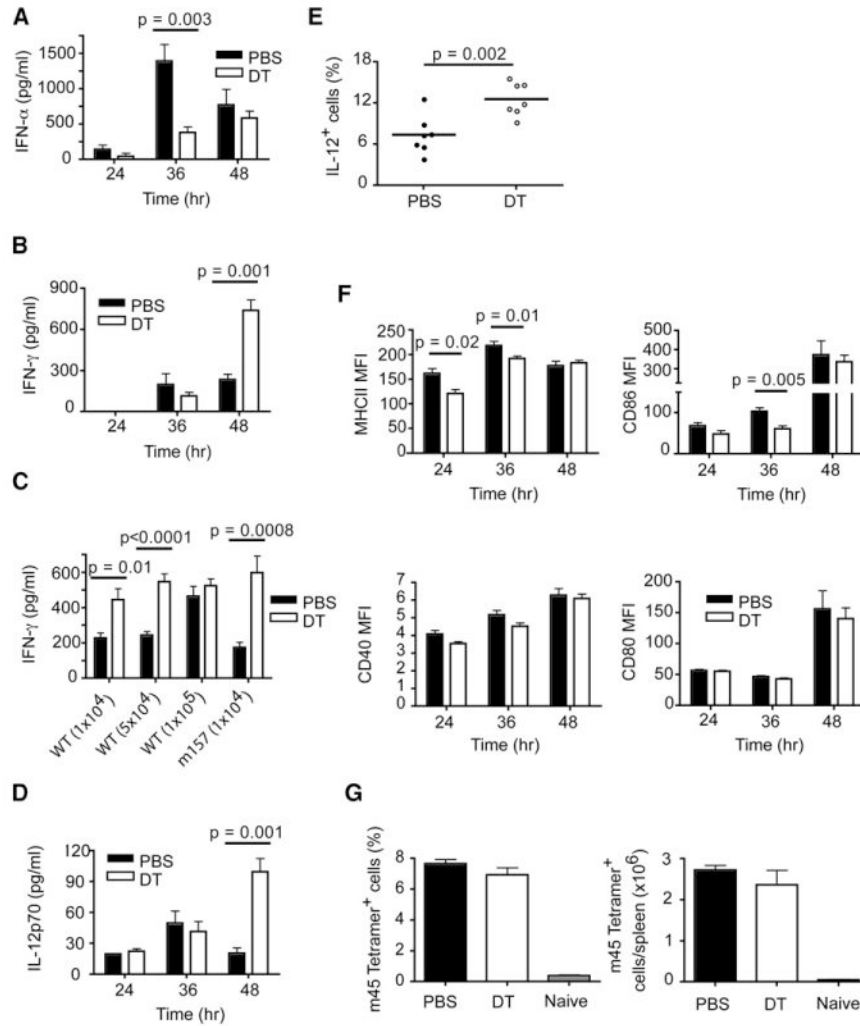 A
p = 0.003
IFN-α (pg/ml)
1500
1000
500
0
PBS
DT
24 36 48
Time (hr)
E
p = 0.002
IL-12+ cells (%)
18
12
6
0
PBS DT
B
p = 0.001
IFN-γ (pg/ml)
900
600
300
0
PBS
DT
24 36 48
Time (hr)
F
p = 0.02
p = 0.01
MHCII MFI
250
200
150
100
50
0
24 36 48
Time (hr)
CD86 MFI
500
400
300
200
100
0
p = 0.005
24 36 48
Time (hr)
C
p = 0.01
p<0.0001
p = 0.0008
IFN-γ (pg/ml)
600
400
200
0
PBS
DT
WT (1x10⁴)
WT (5x10⁴)
WT (1x10⁵)
m157 (1x10⁴)
CD40 MFI
7
6
5
4
3
2
1
0
24 36 48
Time (hr)
CD80 MFI
200
150
100
50
0
PBS
DT
24 36 48
Time (hr)
D
p = 0.001
IL-12p70 (pg/ml)
120
90
60
30
0
PBS
DT
24 36 48
Time (hr)
G
m45 Tetramer+ cells (%)
8
6
4
2
0
PBS DT Naive
m45 Tetramer+
cells/spleen (x10⁶)
3
2
1
0
PBS DT Naive